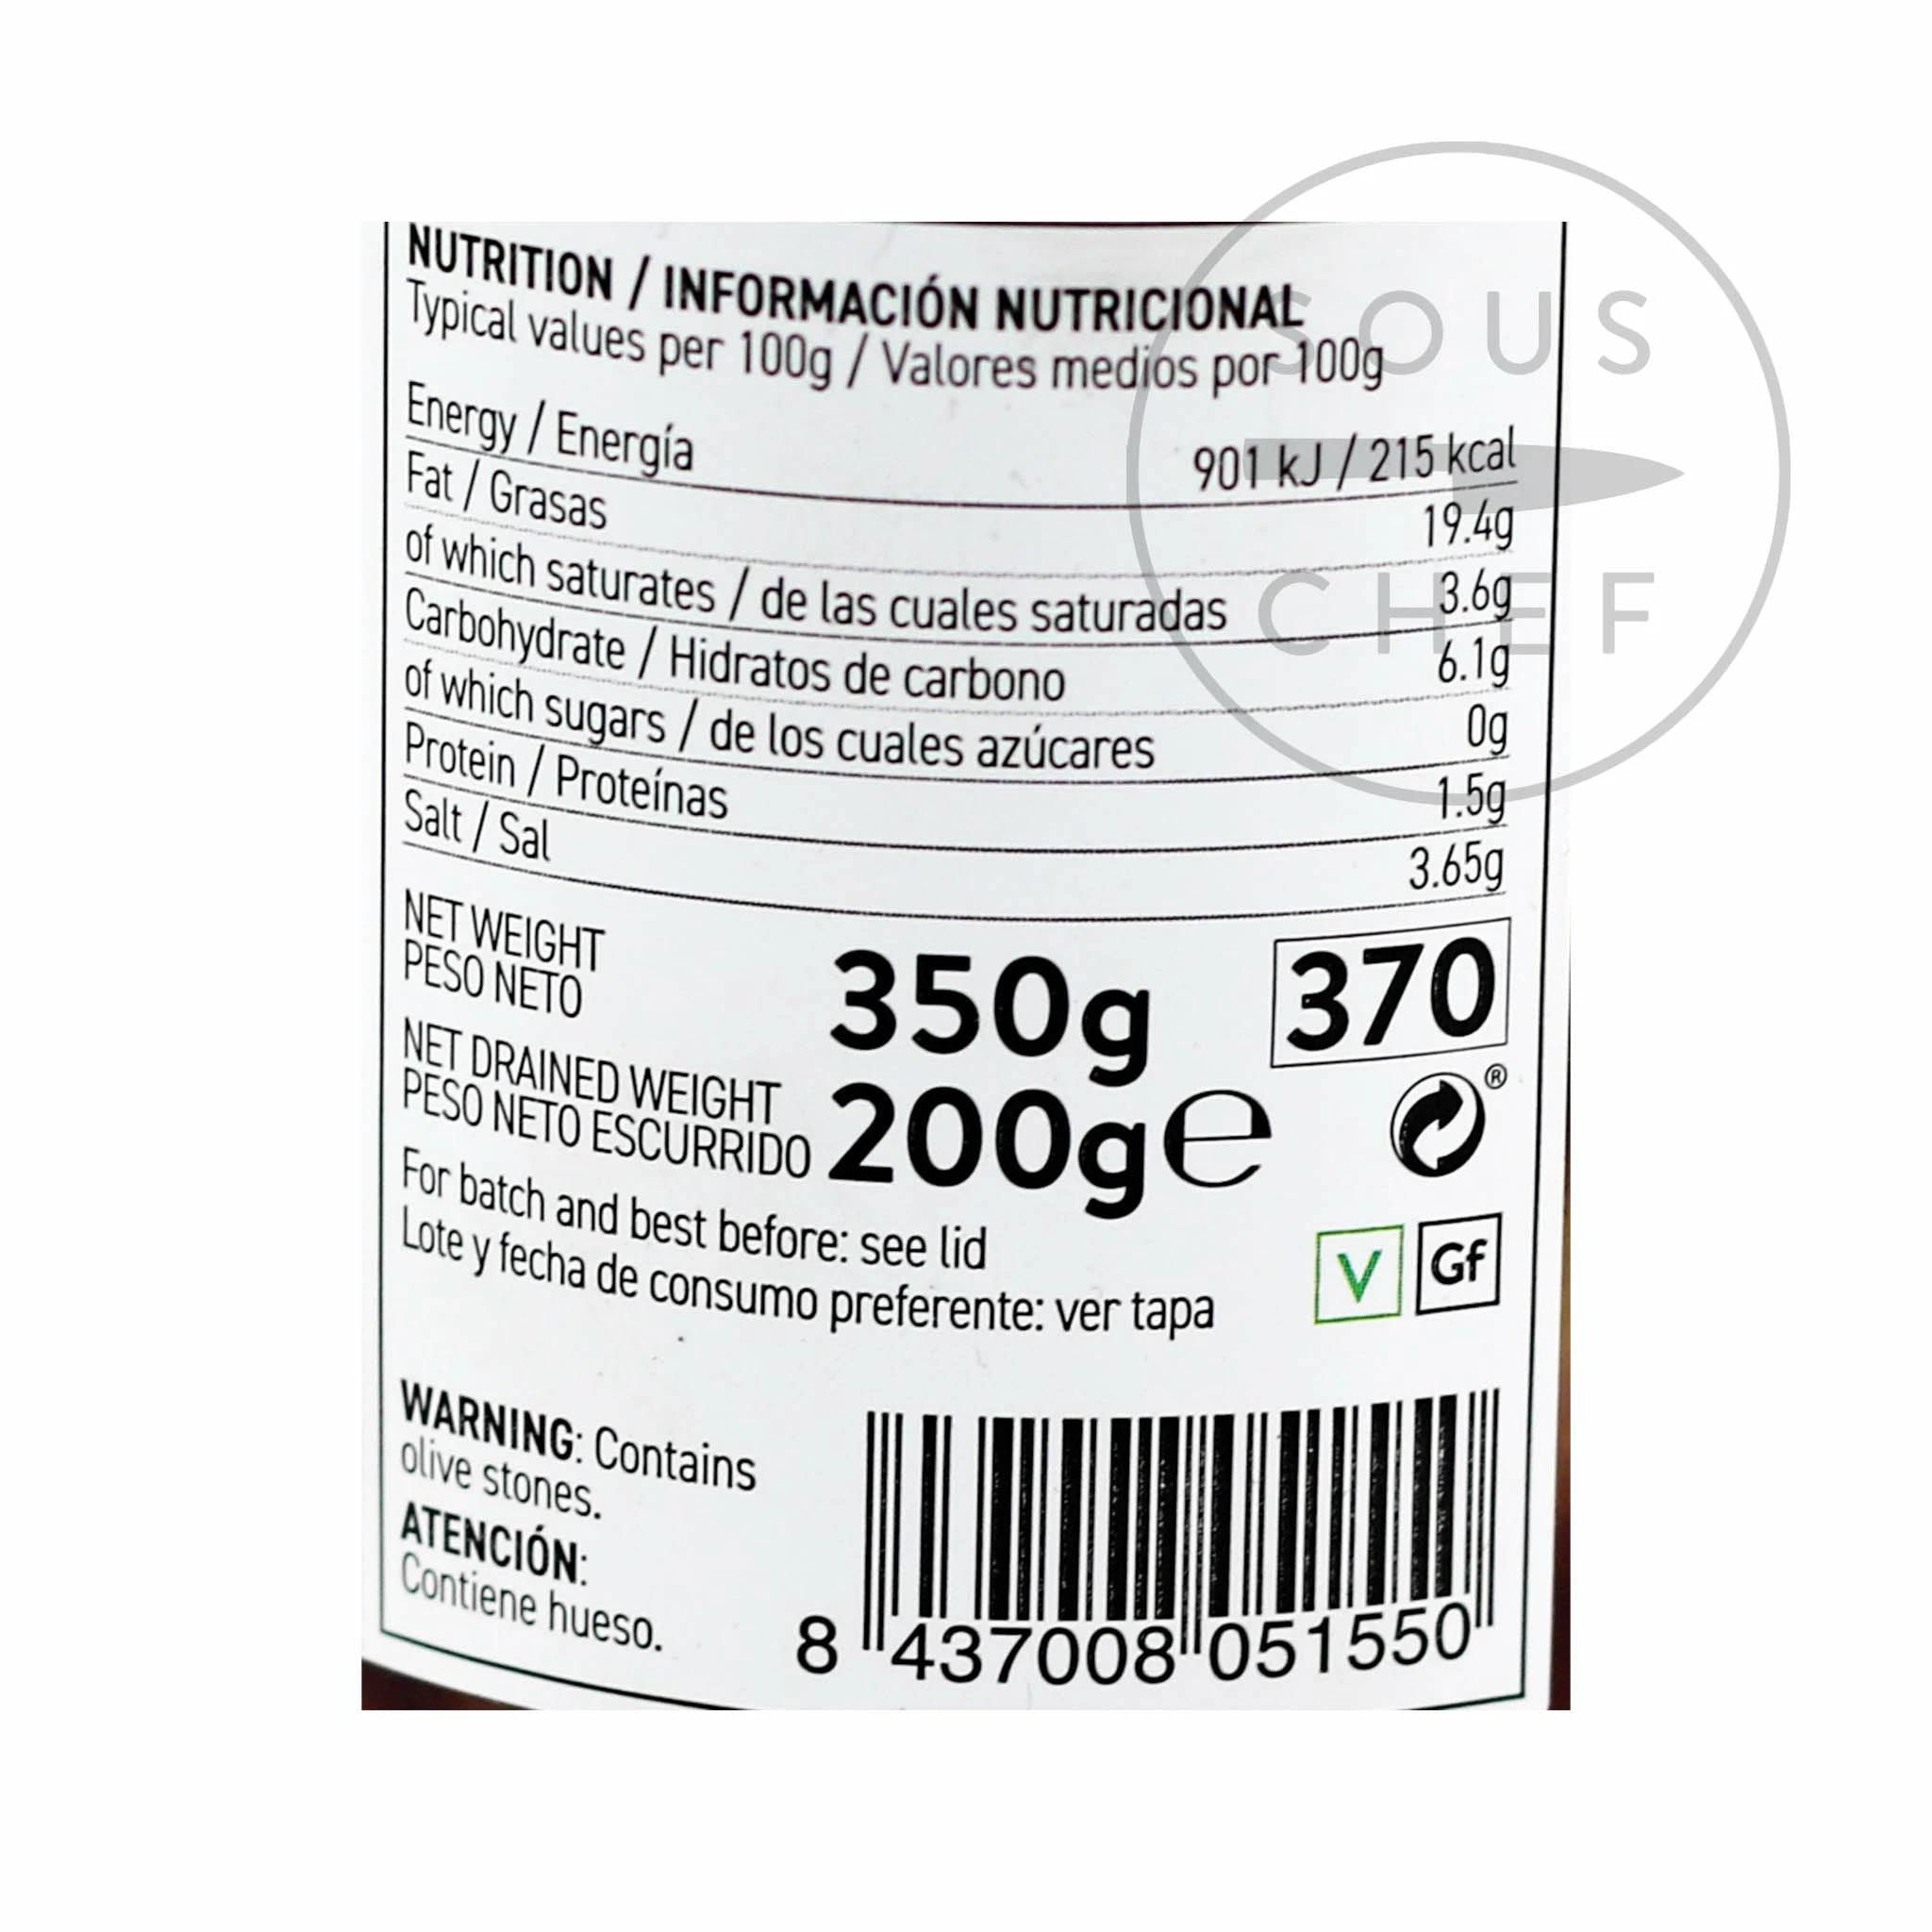 NUTRITION / INFORMACIÓN NUTRICIONAL
Typical values per 100g / Valores medios por 100g
Energy / Energía 901 kJ / 215 kcal
Fat / Grasas 19.4g
of which saturates / de las cuales saturadas 3.6g
Carbohydrate / Hidratos de carbono 6.1g
of which sugars / de los cuales azúcares 0g
Protein / Proteínas 1.5g
Salt / Sal 3.65g
NET WEIGHT
PESO NETO 350g 370
NET DRAINED WEIGHT
PESO NETO ESCURRIDO 200g℮ ®
For batch and best before: see lid
Lote y fecha de consumo preferente: ver tapa
V Gf
WARNING: Contains
olive stones.
ATENCIÓN:
Contiene hueso.
8 437008 051550
SOUS
CHEF